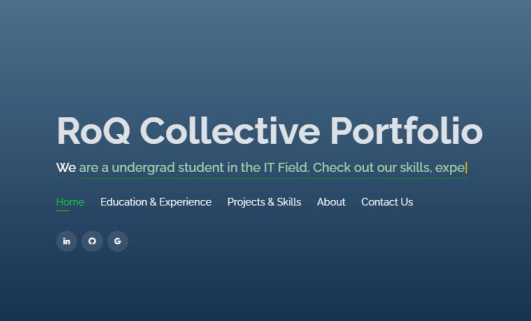 RoQ Collective Portfolio
We are a undergrad student in the IT Field. Check out our skills, expe
Home Education & Experience Projects & Skills About Contact Us
in G